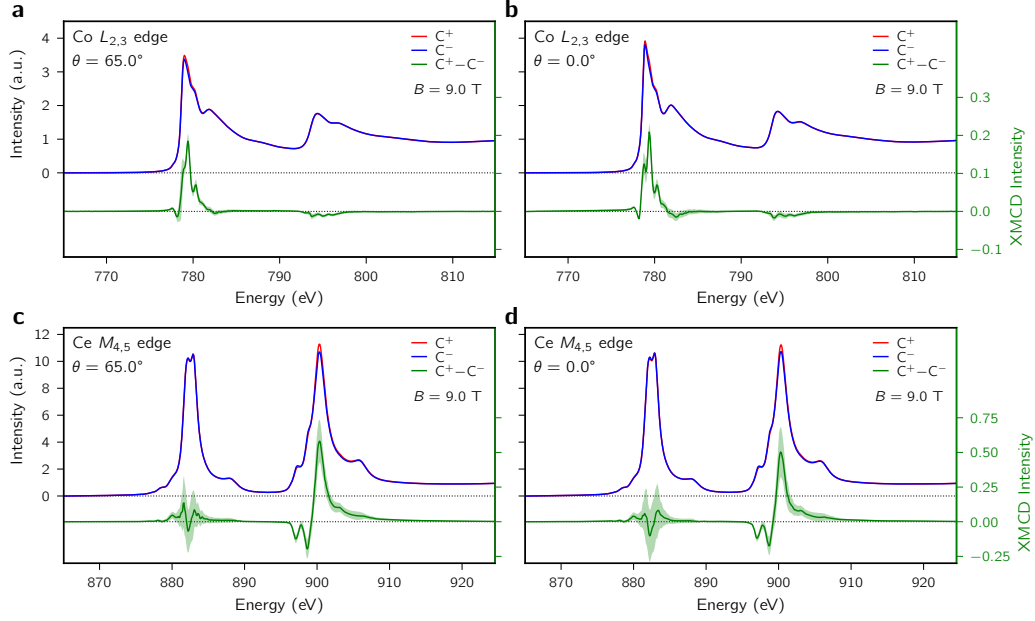 a
Co L2,3 edge
θ = 65.0°
C⁺
C⁻
C⁺−C⁻
B = 9.0 T
4
3
2
1
0
Intensity (a.u.)
770 780 790 800 810
Energy (eV)
b
Co L2,3 edge
θ = 0.0°
C⁺
C⁻
C⁺−C⁻
B = 9.0 T
0.3
0.2
0.1
0.0
−0.1
XMCD Intensity
770 780 790 800 810
Energy (eV)
c
Ce M4,5 edge
θ = 65.0°
C⁺
C⁻
C⁺−C⁻
B = 9.0 T
12
10
8
6
4
2
0
Intensity (a.u.)
870 880 890 900 910 920
Energy (eV)
d
Ce M4,5 edge
θ = 0.0°
C⁺
C⁻
C⁺−C⁻
B = 9.0 T
0.75
0.50
0.25
0.00
−0.25
XMCD Intensity
870 880 890 900 910 920
Energy (eV)